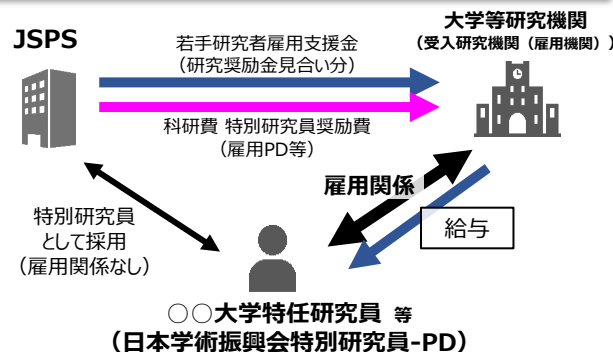 JSPS
若手研究者雇用支援金
（研究奨励金見合い分）
大学等研究機関
（受入研究機関（雇用機関））
科研費 特別研究員奨励費
（雇用PD等）
雇用関係
給与
特別研究員
として採用
（雇用関係なし）
○○大学特任研究員 等
（日本学術振興会特別研究員-PD）